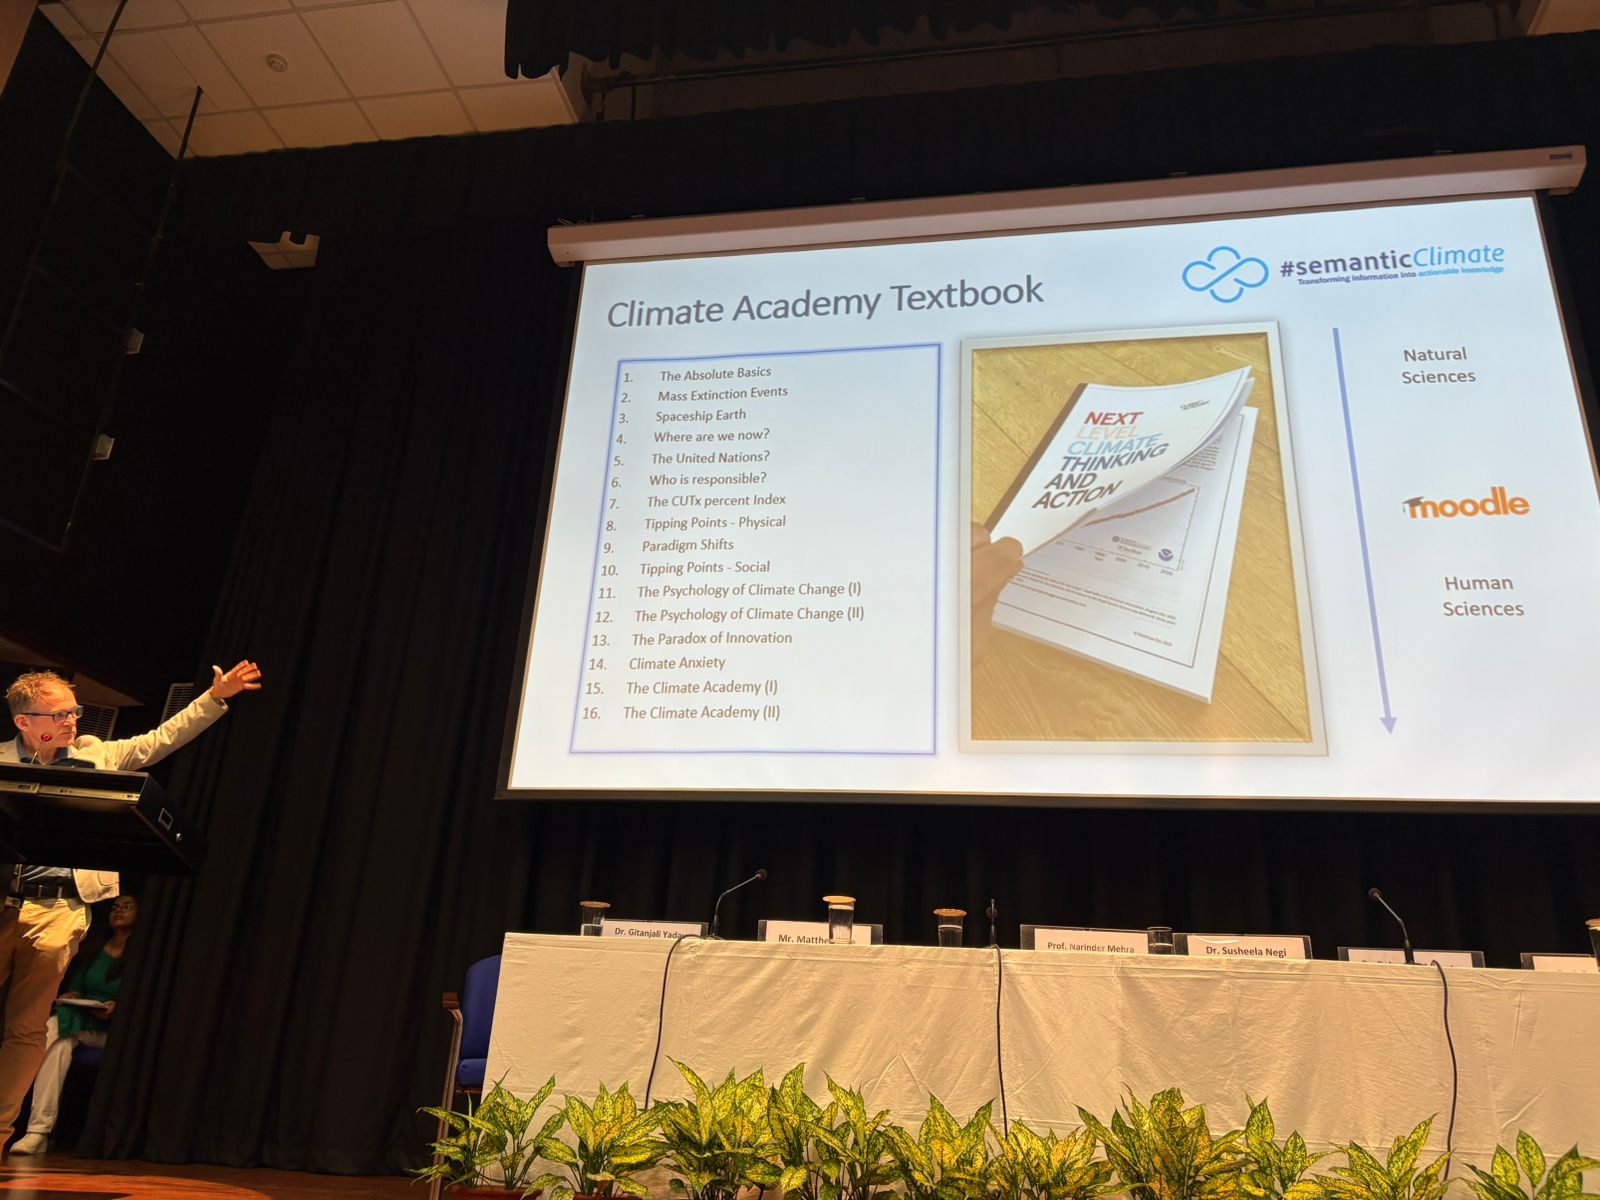 #semanticClimate
Transforming information into actionable knowledge
Climate Academy Textbook
1. The Absolute Basics
2. Mass Extinction Events
3. Spaceship Earth
4. Where are we now?
5. The United Nations?
6. Who is responsible?
7. The CUTx percent Index
8. Tipping Points - Physical
9. Paradigm Shifts
10. Tipping Points - Social
11. The Psychology of Climate Change (I)
12. The Psychology of Climate Change (II)
13. The Paradox of Innovation
14. Climate Anxiety
15. The Climate Academy (I)
16. The Climate Academy (II)
NEXT
LEVEL
CLIMATE
THINKING
AND
ACTION
Natural
Sciences
moodle
Human
Sciences
Dr. Gitanjali
Mr.
Prof. Narinder Mehra
Dr. Susheela Negi